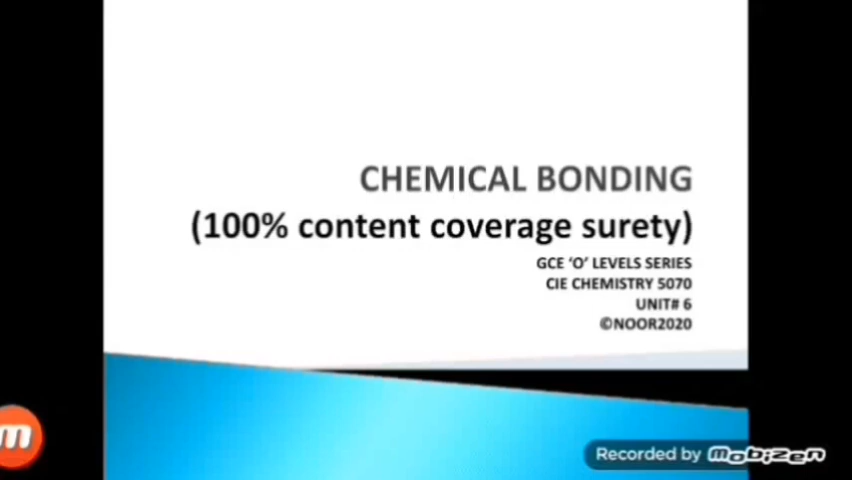 CHEMICAL BONDING
(100% content coverage surety)
GCE ‘O’ LEVELS SERIES
CIE CHEMISTRY 5070
UNIT# 6
©NOOR2020
Recorded by mobizen